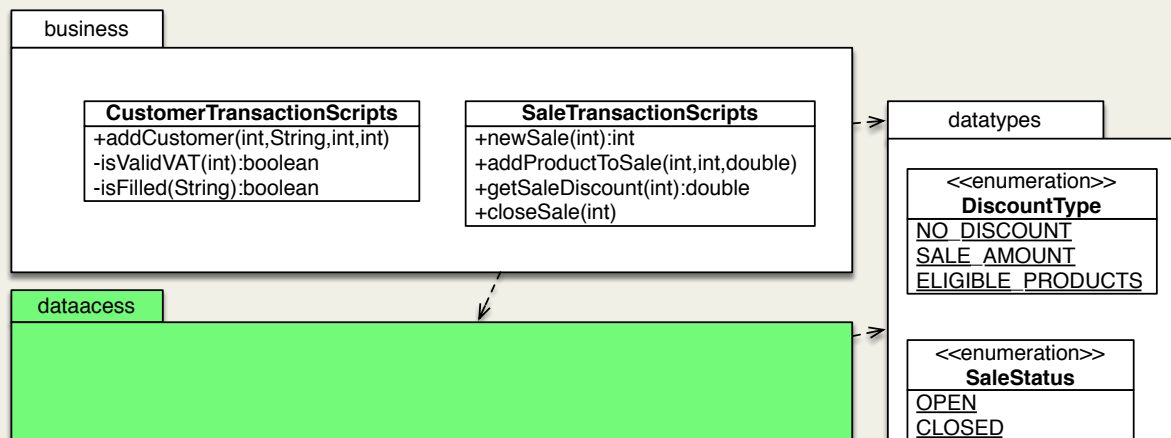 business
CustomerTransactionScripts
+addCustomer(int,String,int,int)
-isValidVAT(int):boolean
-isFilled(String):boolean
SaleTransactionScripts
+newSale(int):int
+addProductToSale(int,int,double)
+getSaleDiscount(int):double
+closeSale(int)
datatypes
<<enumeration>>
DiscountType
NO_DISCOUNT
SALE_AMOUNT
ELIGIBLE_PRODUCTS
dataacess
<<enumeration>>
SaleStatus
OPEN
CLOSED